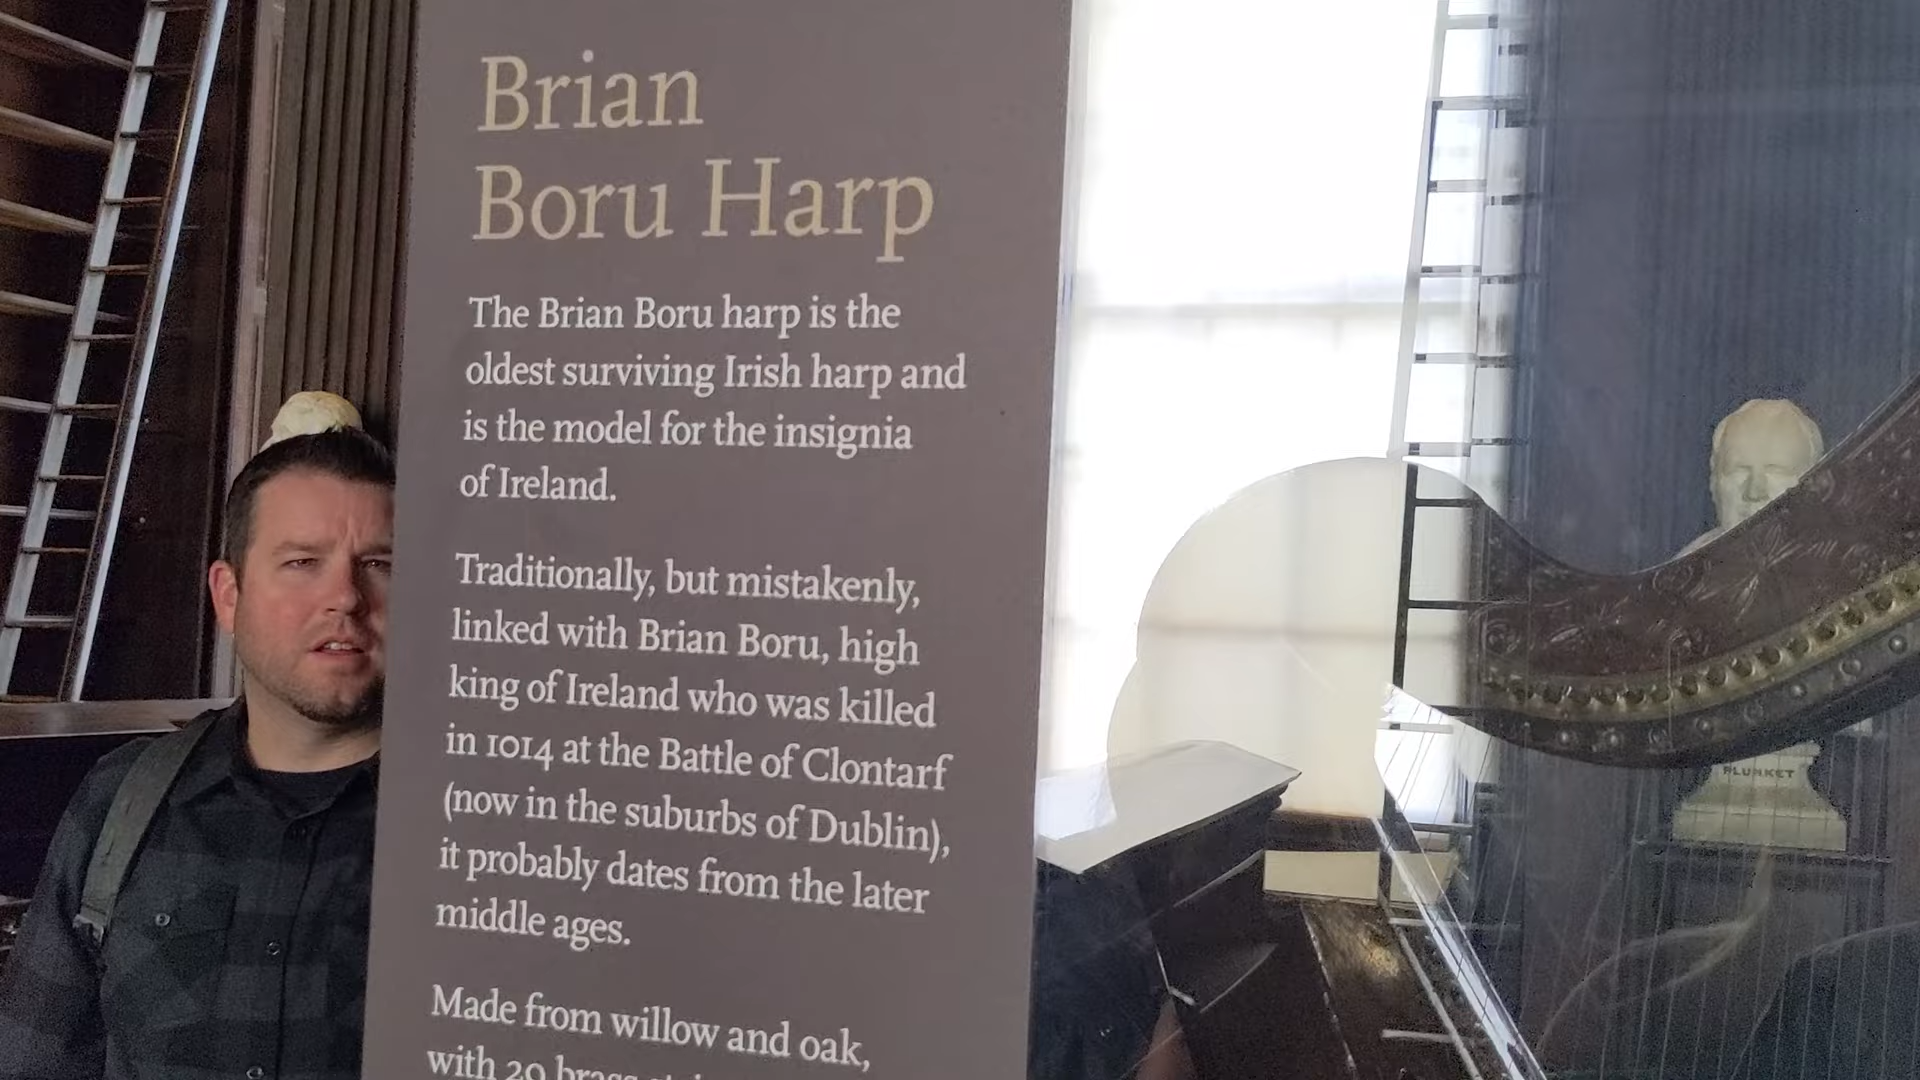 Brian
Boru Harp
The Brian Boru harp is the
oldest surviving Irish harp and
is the model for the insignia
of Ireland.
Traditionally, but mistakenly,
linked with Brian Boru, high
king of Ireland who was killed
in 1014 at the Battle of Clontarf
(now in the suburbs of Dublin),
it probably dates from the later
middle ages.
Made from willow and oak,
with 29 brass
PLUNKET